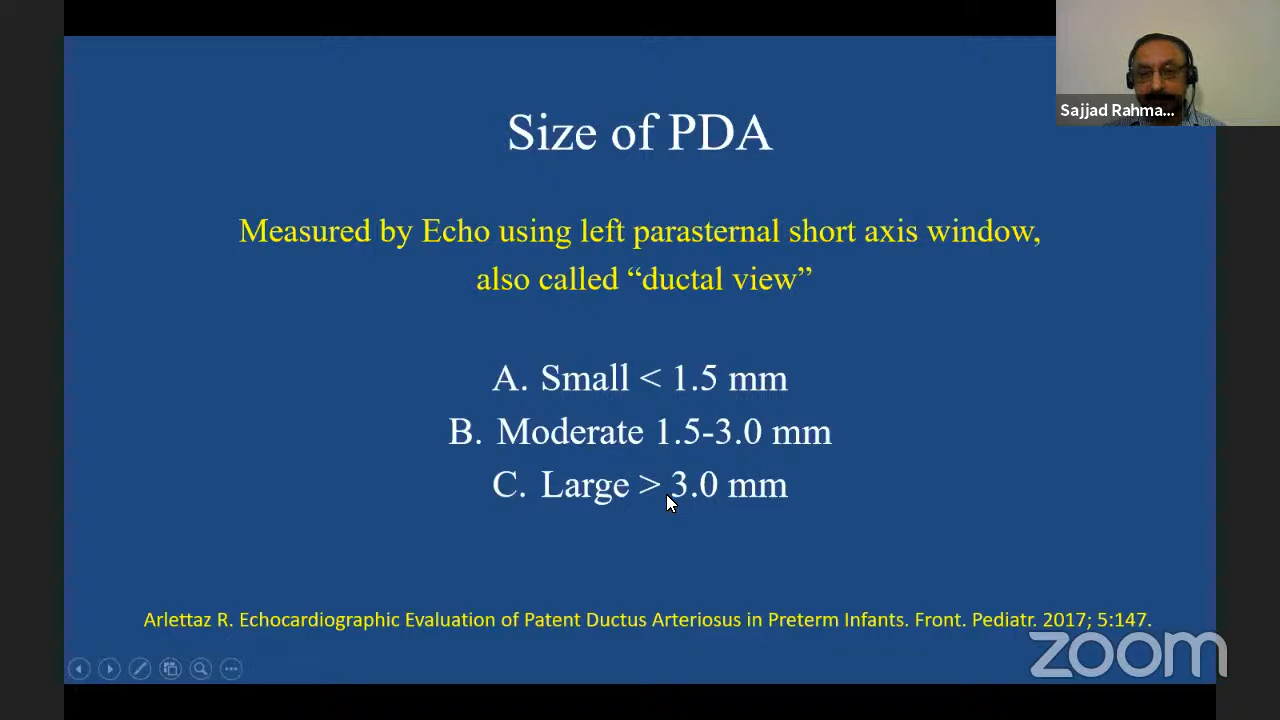 Sajjad Rahma...
Size of PDA
Measured by Echo using left parasternal short axis window,
also called “ductal view”
A. Small < 1.5 mm
B. Moderate 1.5-3.0 mm
C. Large > 3.0 mm
Arlettaz R. Echocardiographic Evaluation of Patent Ductus Arteriosus in Preterm Infants. Front. Pediatr. 2017; 5:147.
zoom